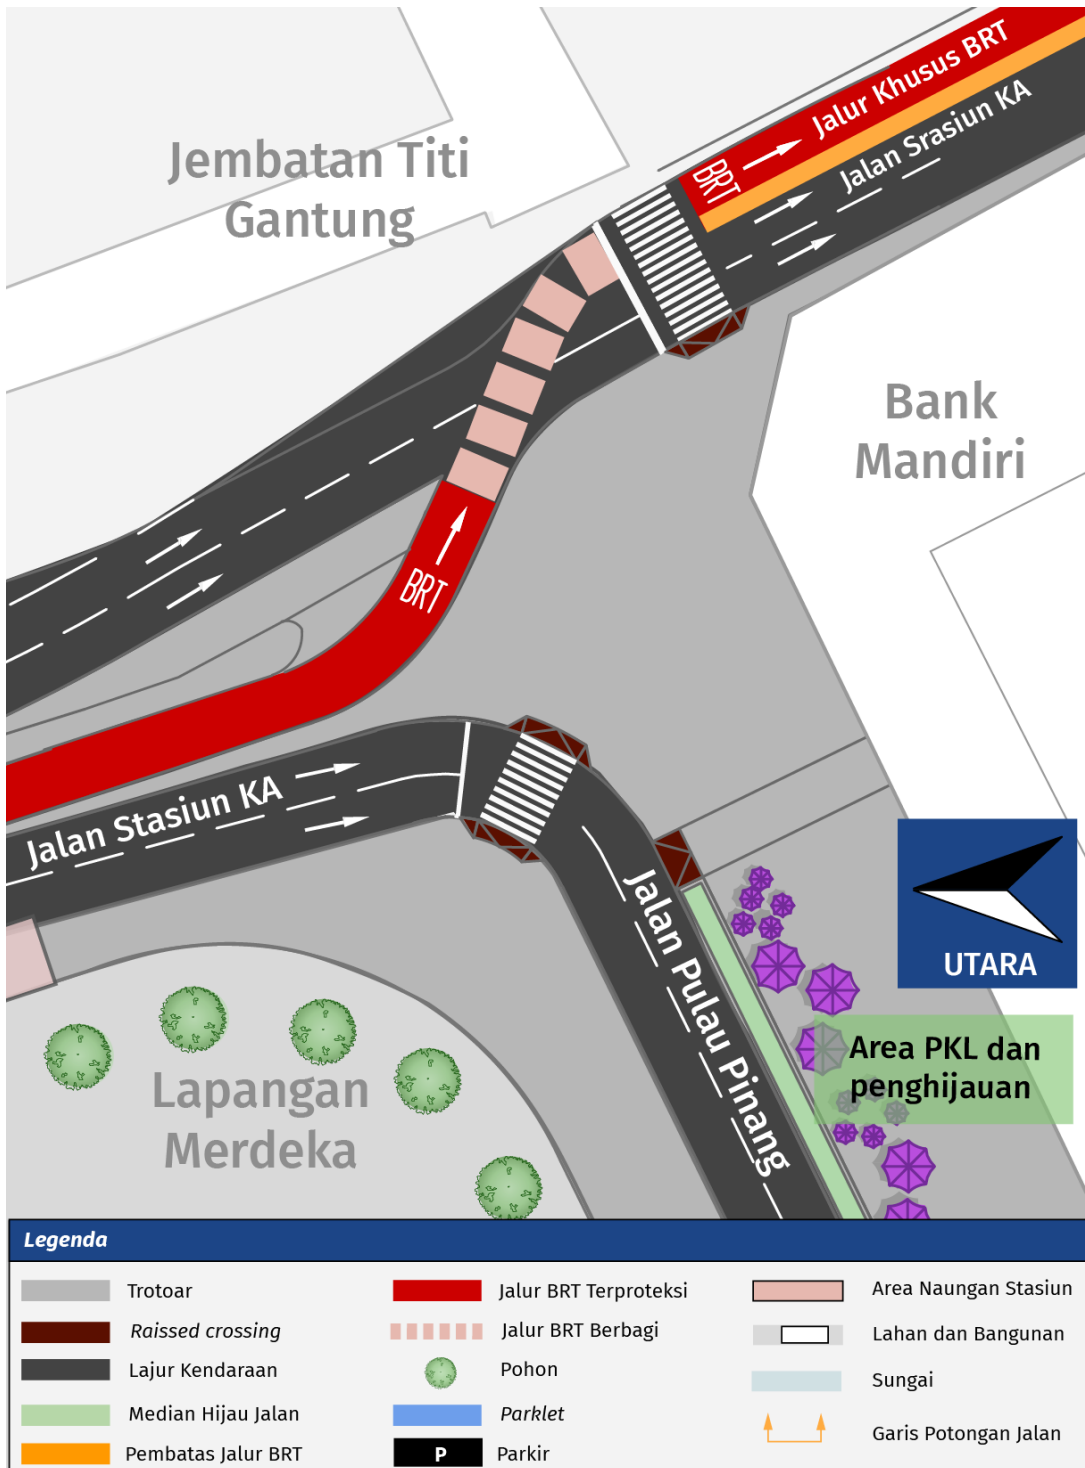 Jalur Khusus BRT
BRT
Jalan Srasiun KA
Jembatan Titi
Gantung
Bank
Mandiri
BRT
Jalan Stasiun KA
Jalan Pulau Pinang
UTARA
Area PKL dan
penghijauan
Lapangan
Merdeka
Legenda
Trotoar
Raissed crossing
Lajur Kendaraan
Median Hijau Jalan
Pembatas Jalur BRT
Jalur BRT Terproteksi
Jalur BRT Berbagi
Pohon
Parklet
P
Parkir
Area Naungan Stasiun
Lahan dan Bangunan
Sungai
Garis Potongan Jalan